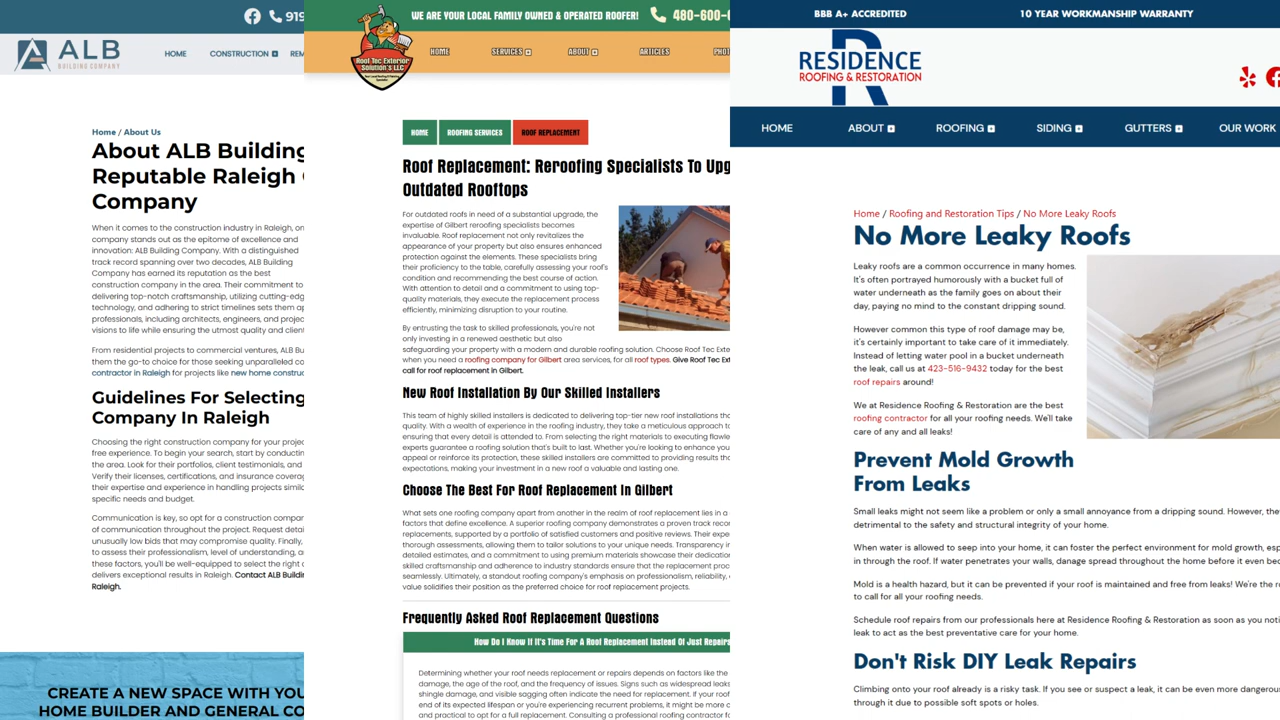 919
ALB
BUILDING COMPANY
HOME
CONSTRUCTION
REM
Home / About Us
About ALB Building
Reputable Raleigh
Company
When it comes to the construction industry in Raleigh, on
company stands out as the epitome of excellence and
innovation: ALB Building Company. With a distinguished
track record spanning over two decades, ALB Building
Company has earned its reputation as the best
construction company in the area. Their commitment to
delivering top-notch craftsmanship, utilizing cutting-edg
technology, and adhering to strict timelines sets them ap
professionals, including architects, engineers, and projec
visions to life while ensuring the utmost quality and client
From residential projects to commercial ventures, ALB Bu
them the go-to choice for those seeking unparalleled co
contractor in Raleigh for projects like new home construc
Guidelines For Selecting
Company In Raleigh
Choosing the right construction company for your projec
free experience. To begin your search, start by conductin
the area. Look for their portfolios, client testimonials, and
Verify their licenses, certifications, and insurance coverag
their expertise and experience in handling projects simila
specific needs and budget.
Communication is key, so opt for a construction compan
of communication throughout the project. Request detai
unusually low bids that may compromise quality. Finally,
to assess their professionalism, level of understanding, a
these factors, you'll be well-equipped to select the right c
delivers exceptional results in Raleigh. Contact ALB Buildin
Raleigh.
CREATE A NEW SPACE WITH YOU
HOME BUILDER AND GENERAL CO
WE ARE YOUR LOCAL FAMILY OWNED & OPERATED ROOFER!
480-600-
Roof Tec Exterior
Solution's LLC
HOME
SERVICES
ABOUT
ARTICLES
PHOT
HOME
ROOFING SERVICES
ROOF REPLACEMENT
Roof Replacement: Reroofing Specialists To Upg
Outdated Rooftops
For outdated roofs in need of a substantial upgrade, the
expertise of Gilbert reroofing specialists becomes
invaluable. Roof replacement not only revitalizes the
appearance of your property but also ensures enhanced
protection against the elements. These specialists bring
their proficiency to the table, carefully assessing your roof's
condition and recommending the best course of action.
With attention to detail and a commitment to using top-
quality materials, they execute the replacement process
efficiently, minimizing disruption to your routine.
By entrusting the task to skilled professionals, you're not
only investing in a renewed aesthetic but also
safeguarding your property with a modern and durable roofing solution. Choose Roof Tec Exte
when you need a roofing company for Gilbert area services, for all roof types. Give Roof Tec Ext
call for roof replacement in Gilbert.
New Roof Installation By Our Skilled Installers
This team of highly skilled installers is dedicated to delivering top-tier new roof installations tha
quality. With a wealth of experience in the roofing industry, they take a meticulous approach to
ensuring that every detail is attended to. From selecting the right materials to executing flawle
experts guarantee a roofing solution that's built to last. Whether you're looking to enhance you
appeal or reinforce its protection, these skilled installers are committed to providing results tha
expectations, making your investment in a new roof a valuable and lasting one.
Choose The Best For Roof Replacement In Gilbert
What sets one roofing company apart from another in the realm of roof replacement lies in a
factors that define excellence. A superior roofing company demonstrates a proven track recor
replacements, supported by a portfolio of satisfied customers and positive reviews. Their exper
thorough assessments, allowing them to tailor solutions to your unique needs. Transparency in
detailed estimates, and a commitment to using premium materials showcase their dedication
skilled craftsmanship and adherence to industry standards ensure that the replacement proc
seamlessly. Ultimately, a standout roofing company's emphasis on professionalism, reliability, c
value solidifies their position as the preferred choice for roof replacement projects.
Frequently Asked Roof Replacement Questions
How Do I Know If It's Time For A Roof Replacement Instead Of Just Repairs
Determining whether your roof needs replacement or repairs depends on factors like the
damage, the age of the roof, and the frequency of issues. Signs such as widespread leaks
shingle damage, and visible sagging often indicate the need for replacement. If your roof
end of its expected lifespan or you're experiencing recurrent problems, it might be more c
and practical to opt for a full replacement. Consulting a professional roofing contractor fo
BBB A+ ACCREDITED
10 YEAR WORKMANSHIP WARRANTY
R
RESIDENCE
ROOFING & RESTORATION
HOME
ABOUT
ROOFING
SIDING
GUTTERS
OUR WORK
Home / Roofing and Restoration Tips / No More Leaky Roofs
No More Leaky Roofs
Leaky roofs are a common occurrence in many homes.
It's often portrayed humorously with a bucket full of
water underneath as the family goes on about their
day, paying no mind to the constant dripping sound.
However common this type of roof damage may be,
it's certainly important to take care of it immediately.
Instead of letting water pool in a bucket underneath
the leak, call us at 423-516-9432 today for the best
roof repairs around!
We at Residence Roofing & Restoration are the best
roofing contractor for all your roofing needs. We'll take
care of any and all leaks!
Prevent Mold Growth
From Leaks
Small leaks might not seem like a problem or only a small annoyance from a dripping sound. However, the
detrimental to the safety and structural integrity of your home.
When water is allowed to seep into your home, it can foster the perfect environment for mold growth, esp
in through the roof. If water penetrates your walls, damage spread throughout the home before it even bec
Mold is a health hazard, but it can be prevented if your roof is maintained and free from leaks! We're the ro
to call for all your roofing needs.
Schedule roof repairs from our professionals here at Residence Roofing & Restoration as soon as you noti
leak to act as the best preventative care for your home.
Don't Risk DIY Leak Repairs
Climbing onto your roof already is a risky task. If you see or suspect a leak, it can be even more dangerou
through it due to possible soft spots or holes.